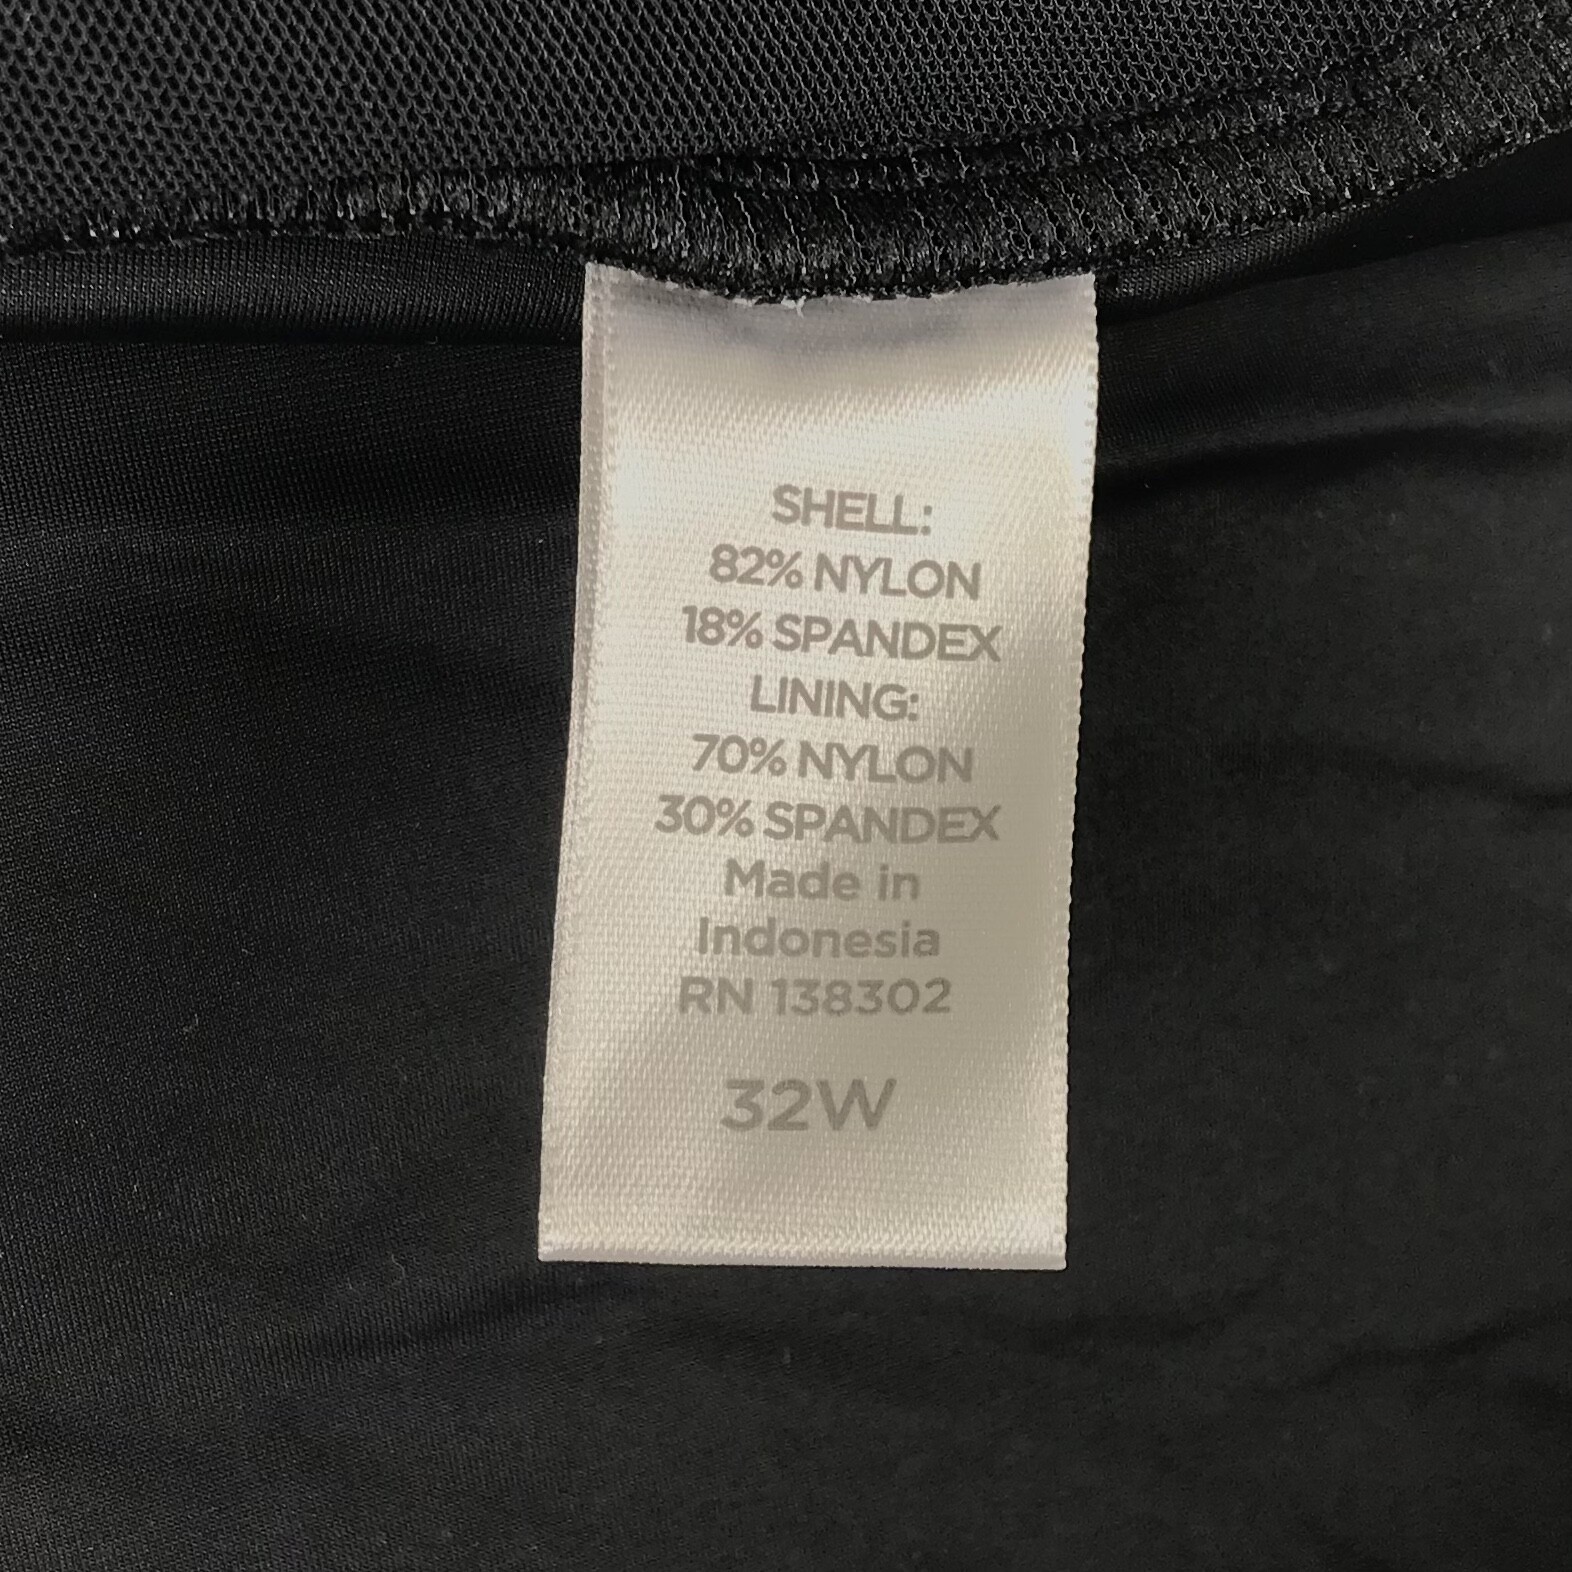 SHELL:
82% NYLON
18% SPANDEX
LINING:
70% NYLON
30% SPANDEX
Made in
Indonesia
RN 138302
32W